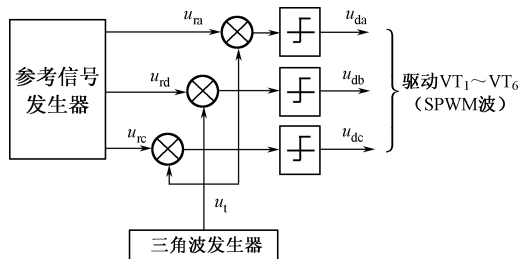 参考信号
发生器
u_ra
u_rd
u_rc
u_t
u_da
u_db
u_dc
驱动VT₁～VT₆
（SPWM波）
三角波发生器